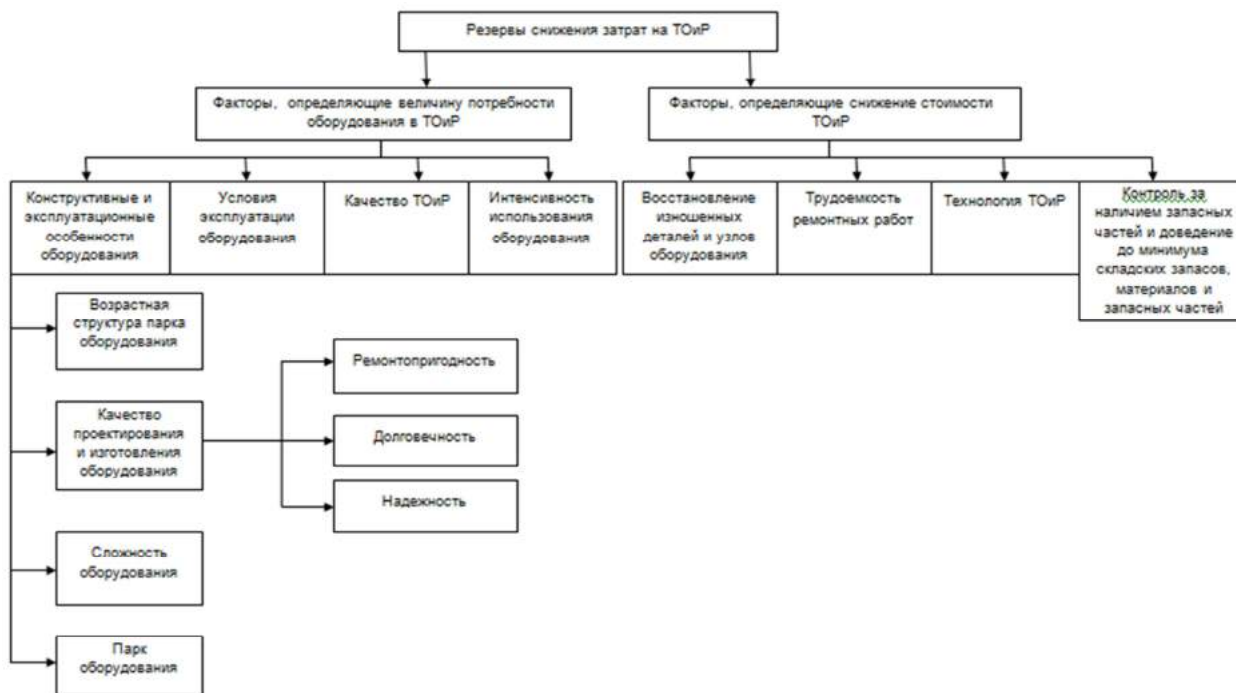 Резервы снижения затрат на ТОиР
Факторы, определяющие величину потребности
оборудования в ТОиР
Факторы, определяющие снижение стоимости
ТОиР
Конструктивные и
эксплуатационные
особенности
оборудования
Условия
эксплуатации
оборудования
Качество ТОиР
Интенсивность
использования
оборудования
Восстановление
изношенных
деталей и узлов
оборудования
Трудоемкость
ремонтных работ
Технология ТОиР
Контроль за
наличием запасных
частей и доведение
до минимума
складских запасов,
материалов и
запасных частей
Возрастная
структура парка
оборудования
Качество
проектирования
и изготовления
оборудования
Ремонтопригодность
Долговечность
Надежность
Сложность
оборудования
Парк
оборудования